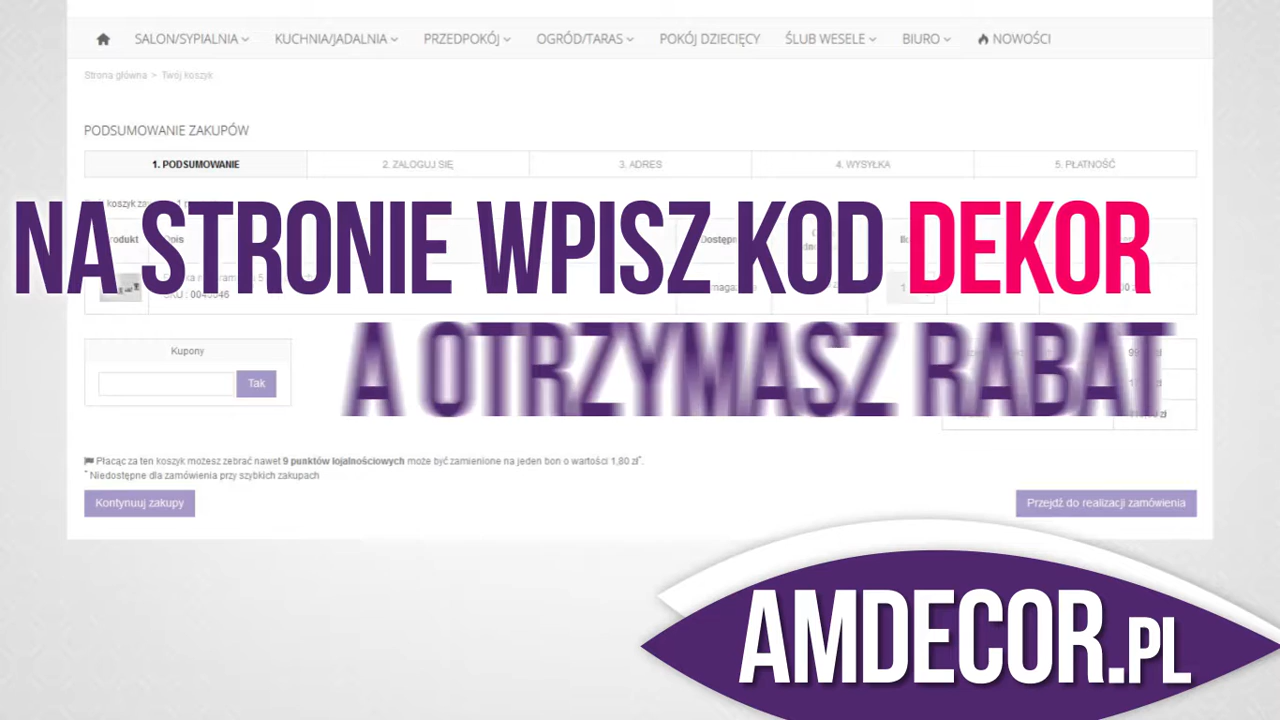 SALON/SYPIALNIA KUCHNIA/JADALNIA PRZEDPOKÓJ OGRÓD/TARAS POKÓJ DZIECIĘCY ŚLUB WESELE BIURO NOWOŚCI
Strona główna > Twój koszyk
PODSUMOWANIE ZAKUPÓW
1. PODSUMOWANIE 2. ZALOGUJ SIĘ 3. ADRES 4. WYSYŁKA 5. PŁATNOŚĆ
NA STRONIE WPISZ KOD DEKOR
A OTRZYMASZ RABAT
Kupony
Tak
Płacąc za ten koszyk możesz zebrać nawet 9 punktów lojalnościowych może być zamienione na jeden bon o wartości 1,80 zł*.
* Niedostępne dla zamówienia przy szybkich zakupach
Kontynuuj zakupy Przejdź do realizacji zamówienia
AMDECOR.PL